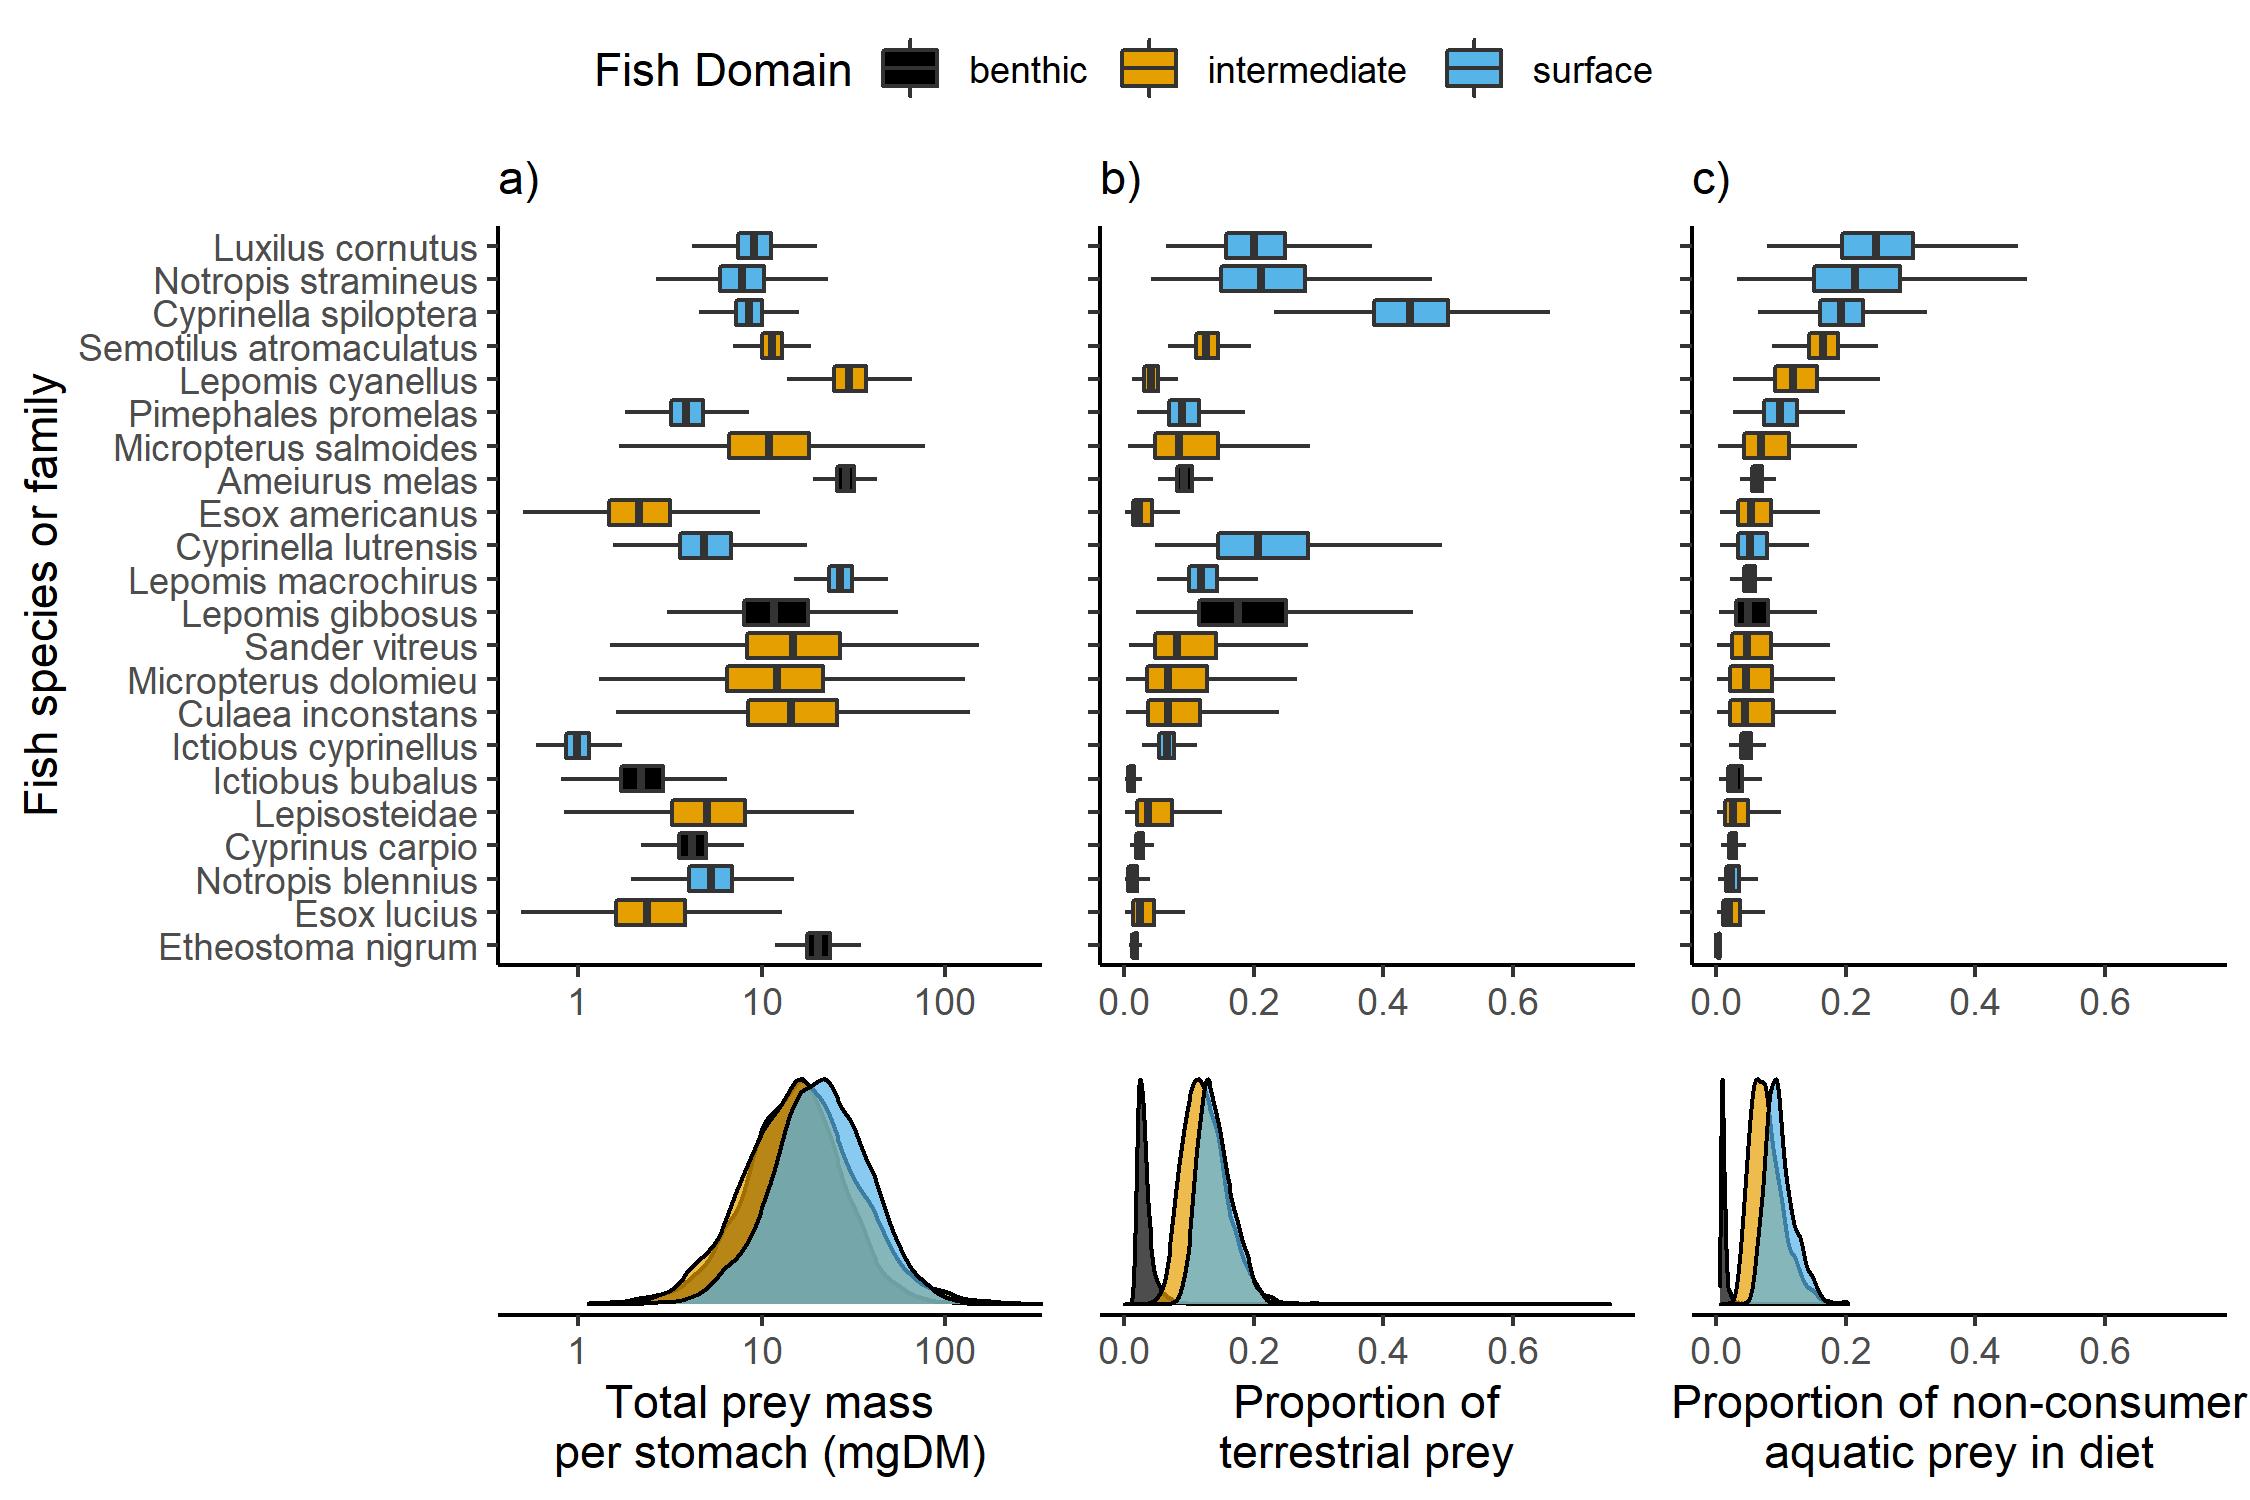 Fish Domain benthic intermediate surface
a) b) c)
Fish species or family
Luxilus cornutus
Notropis stramineus
Cyprinella spiloptera
Semotilus atromaculatus
Lepomis cyanellus
Pimephales promelas
Micropterus salmoides
Ameiurus melas
Esox americanus
Cyprinella lutrensis
Lepomis macrochirus
Lepomis gibbosus
Sander vitreus
Micropterus dolomieu
Culaea inconstans
Ictiobus cyprinellus
Ictiobus bubalus
Lepisosteidae
Cyprinus carpio
Notropis blennius
Esox lucius
Etheostoma nigrum
1 10 100 0.0 0.2 0.4 0.6 0.0 0.2 0.4 0.6
1 10 100 0.0 0.2 0.4 0.6 0.0 0.2 0.4 0.6
Total prey mass
per stomach (mgDM)
Proportion of
terrestrial prey
Proportion of non-consumer
aquatic prey in diet